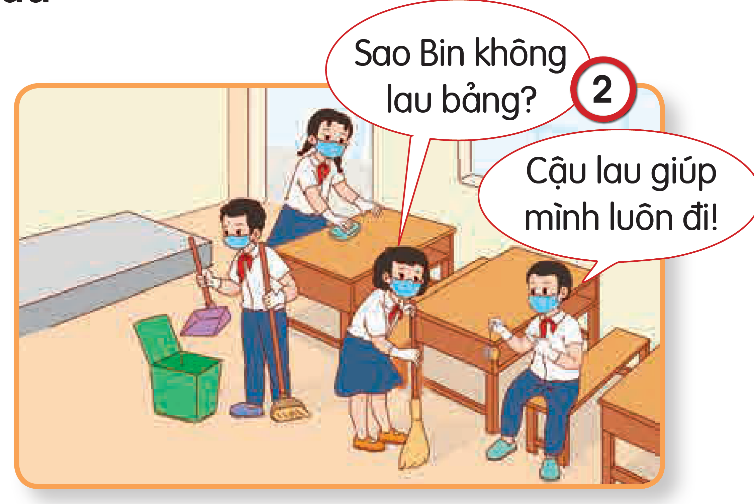 Sao Bin không
lau bảng?
2
Cậu lau giúp
mình luôn đi!